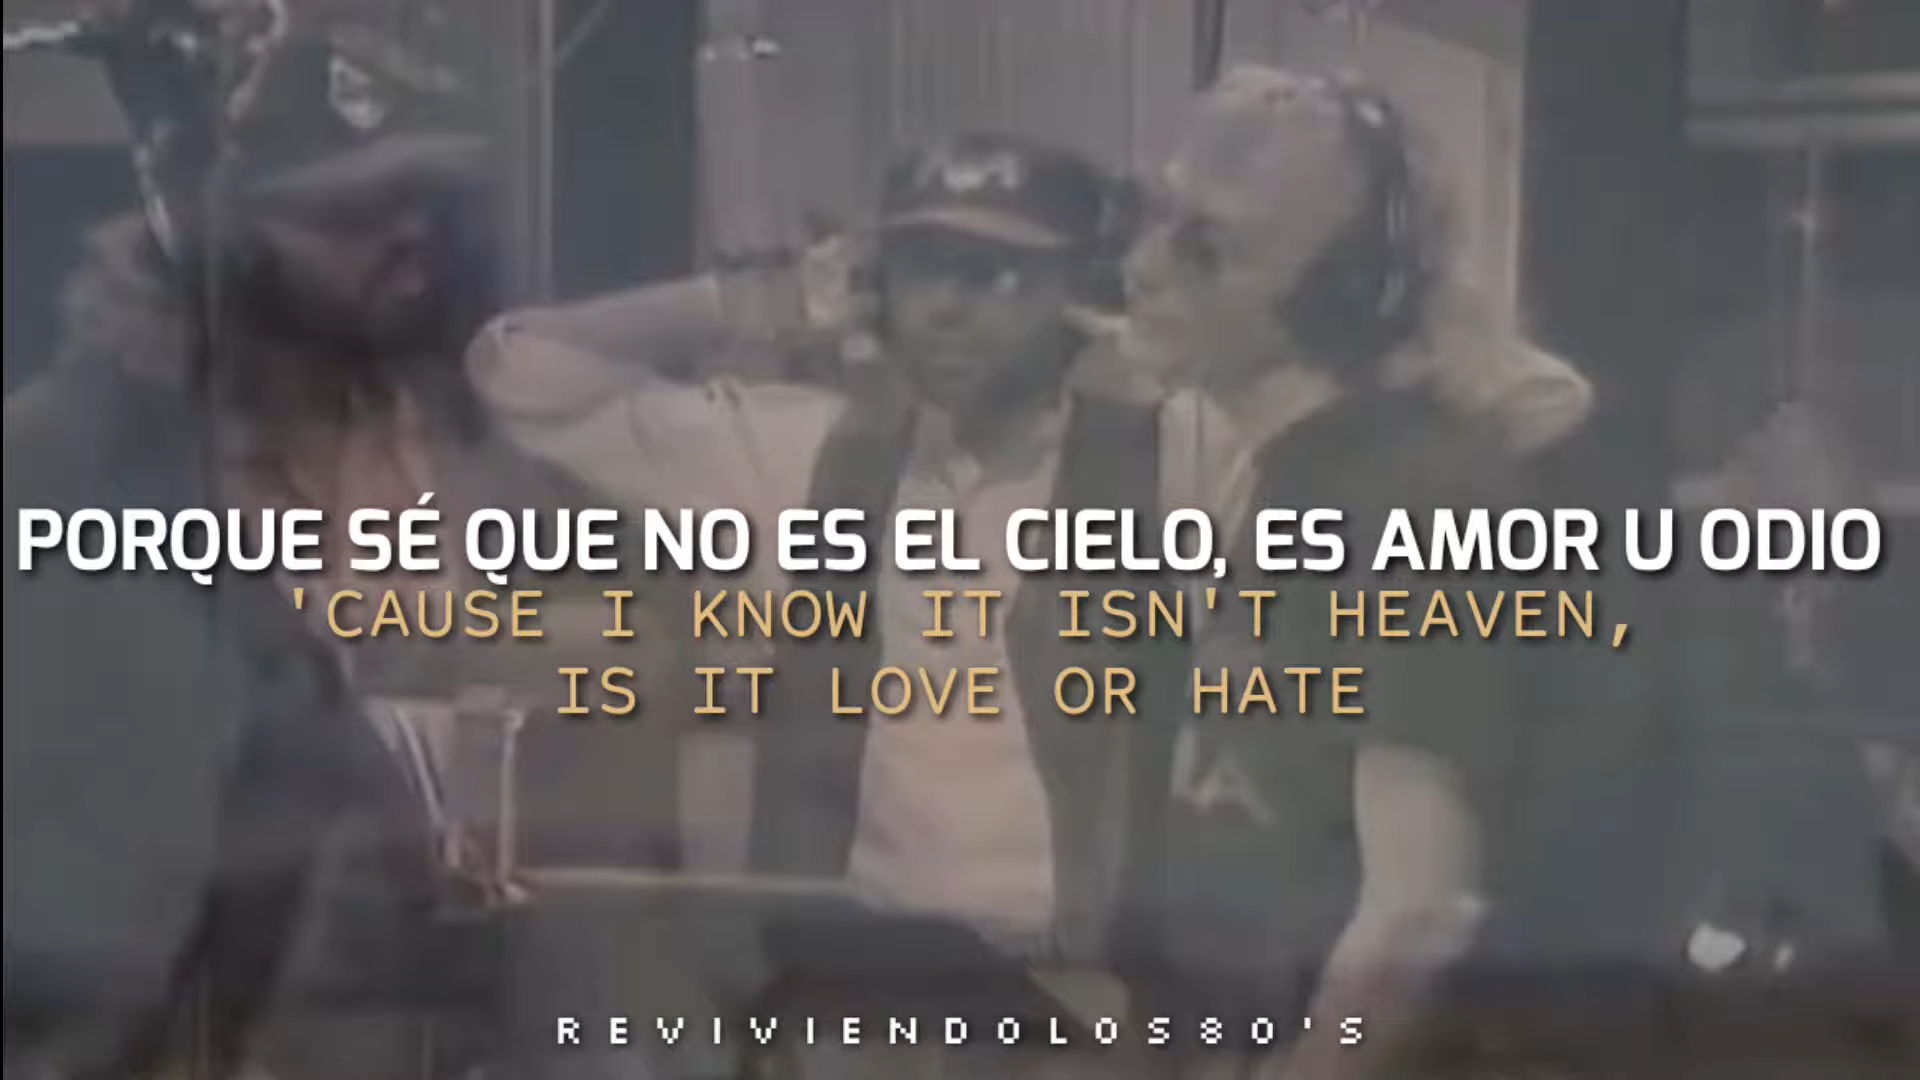 PORQUE SÉ QUE NO ES EL CIELO, ES AMOR U ODIO
'CAUSE I KNOW IT ISN'T HEAVEN,
IS IT LOVE OR HATE
REVIVIENDOLOS80'S